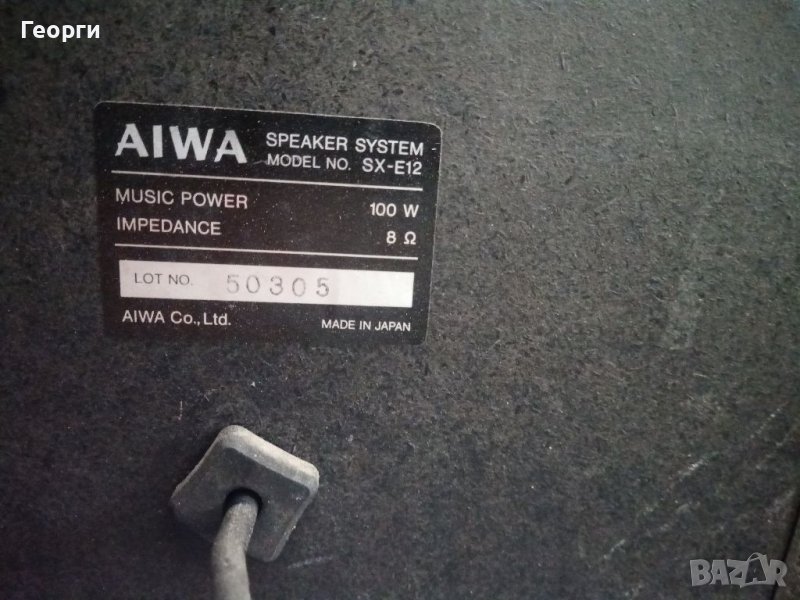 Георги
AIWA SPEAKER SYSTEM
MODEL NO. SX-E12
MUSIC POWER 100 W
IMPEDANCE 8 Ω
LOT NO. 50305
AIWA Co., Ltd. MADE IN JAPAN
BAZAR